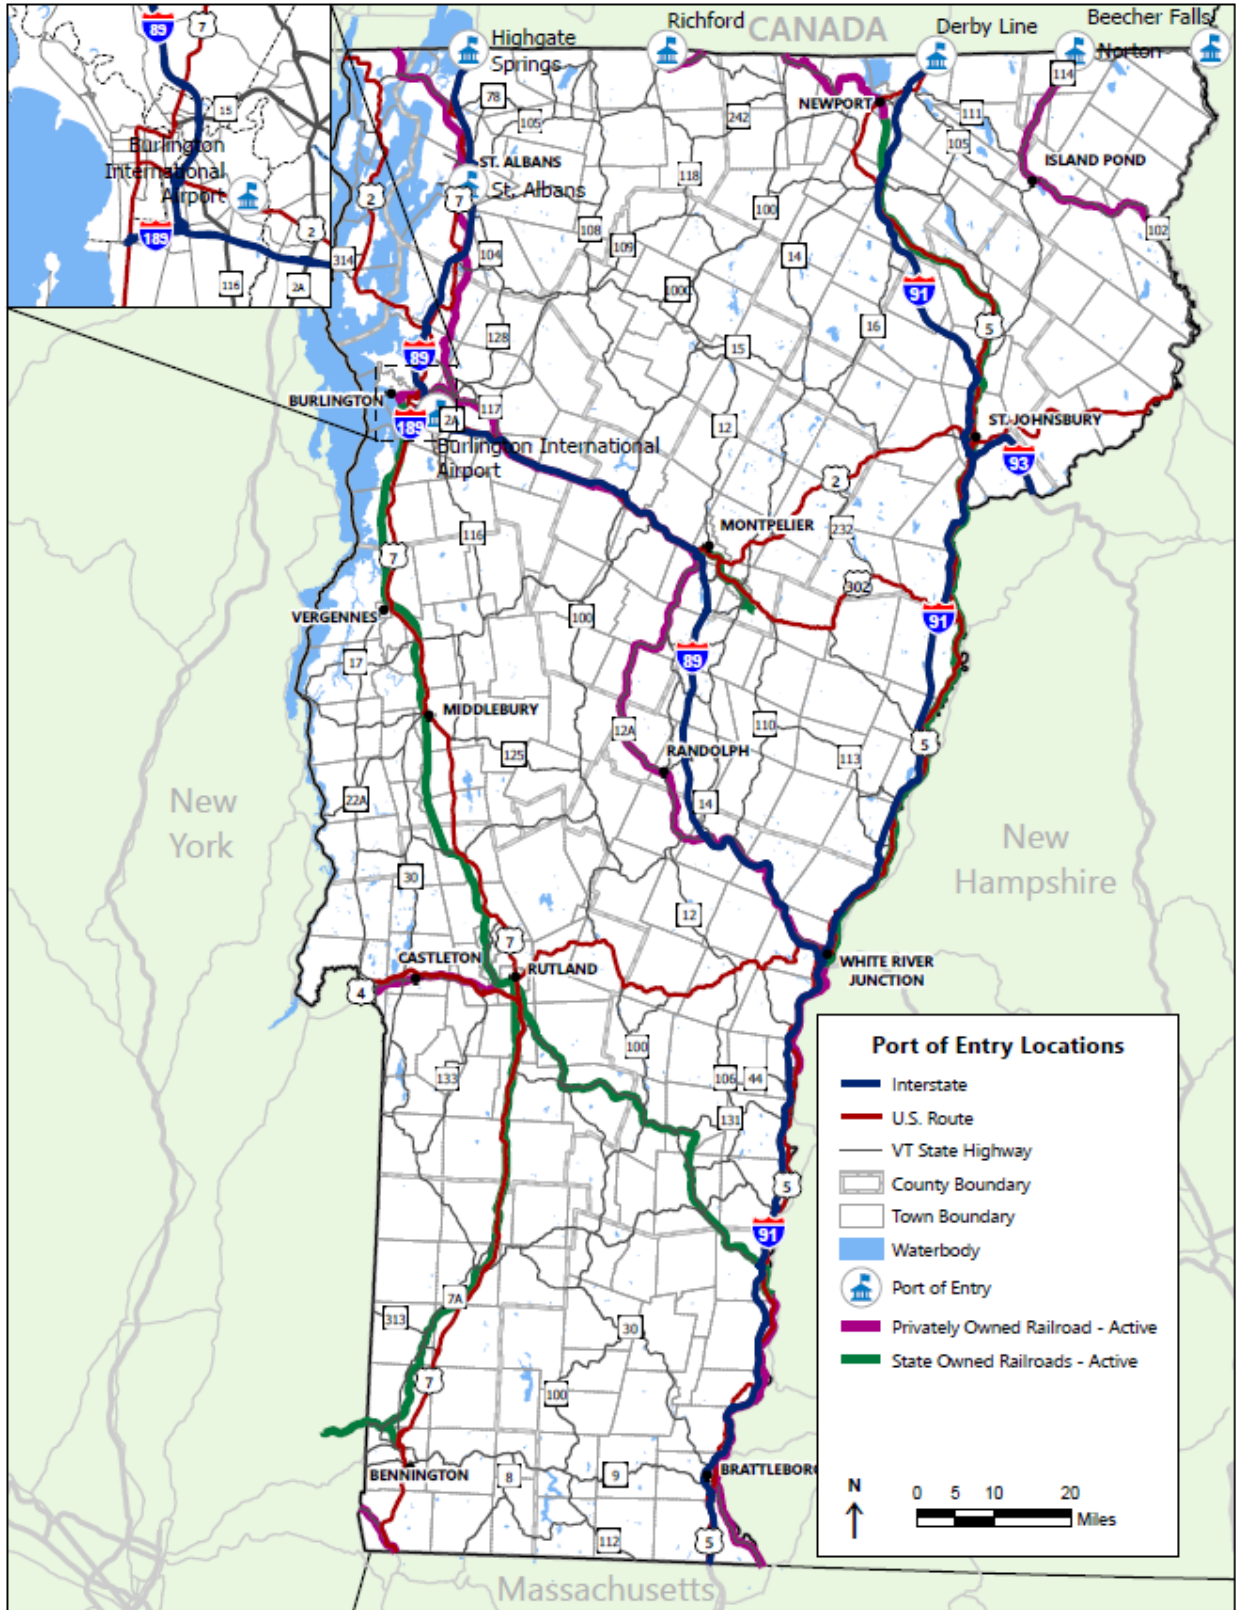 Richford
CANADA
Derby Line
Beecher Falls
Norton
Highgate
Springs
89
7
15
Burlington
International
Airport
189
2
116
2A
314
78
105
242
NEWPORT
111
105
114
ISLAND POND
102
ST. ALBANS
St. Albans
7
2
118
100
108
109
104
14
100C
91
5
16
15
128
89
BURLINGTON
189
2A
117
Burlington International
Airport
12
ST. JOHNSBURY
93
2
232
MONTPELIER
116
7
302
100
91
VERGENNES
17
89
MIDDLEBURY
12A
110
5
125
RANDOLPH
113
22A
14
New
York
New
Hampshire
30
12
7
CASTLETON
RUTLAND
4
WHITE RIVER
JUNCTION
100
133
106
44
131
5
91
7A
313
30
7
100
BENNINGTON
8
9
BRATTLEBORO
112
5
Massachusetts
Port of Entry Locations
Interstate
U.S. Route
VT State Highway
County Boundary
Town Boundary
Waterbody
Port of Entry
Privately Owned Railroad - Active
State Owned Railroads - Active
N
0 5 10 20
Miles